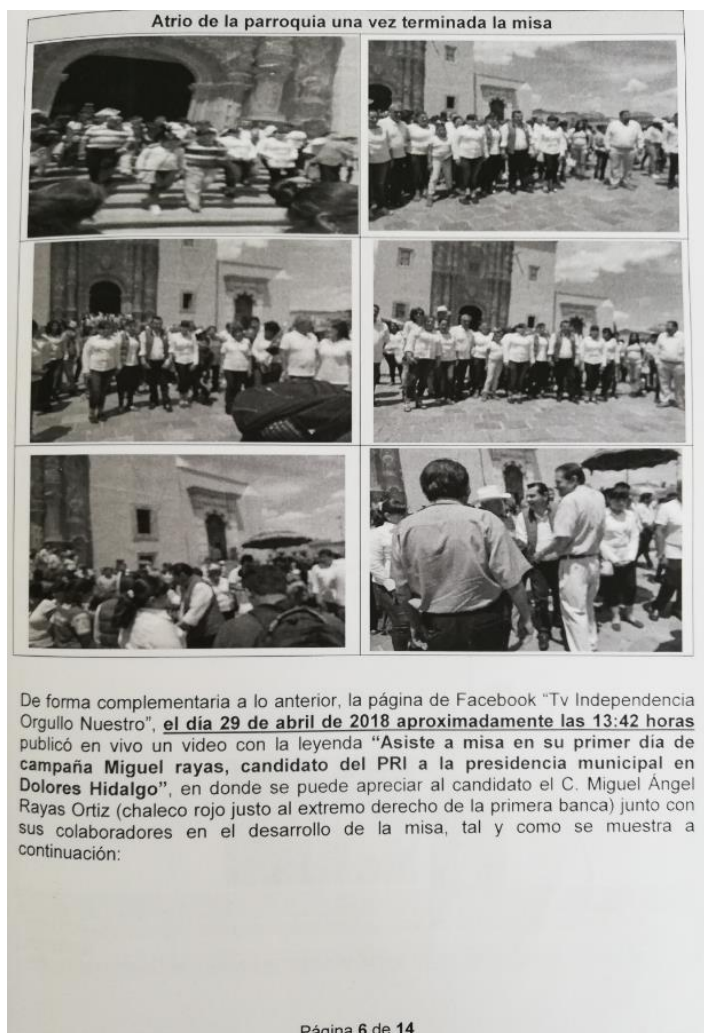 Atrio de la parroquia una vez terminada la misa
De forma complementaria a lo anterior, la página de Facebook “Tv Independencia
Orgullo Nuestro”, el día 29 de abril de 2018 aproximadamente las 13:42 horas
publicó en vivo un video con la leyenda “Asiste a misa en su primer día de
campaña Miguel rayas, candidato del PRI a la presidencia municipal en
Dolores Hidalgo”, en donde se puede apreciar al candidato el C. Miguel Ángel
Rayas Ortiz (chaleco rojo justo al extremo derecho de la primera banca) junto con
sus colaboradores en el desarrollo de la misa, tal y como se muestra a
continuación:
Página 6 de 14